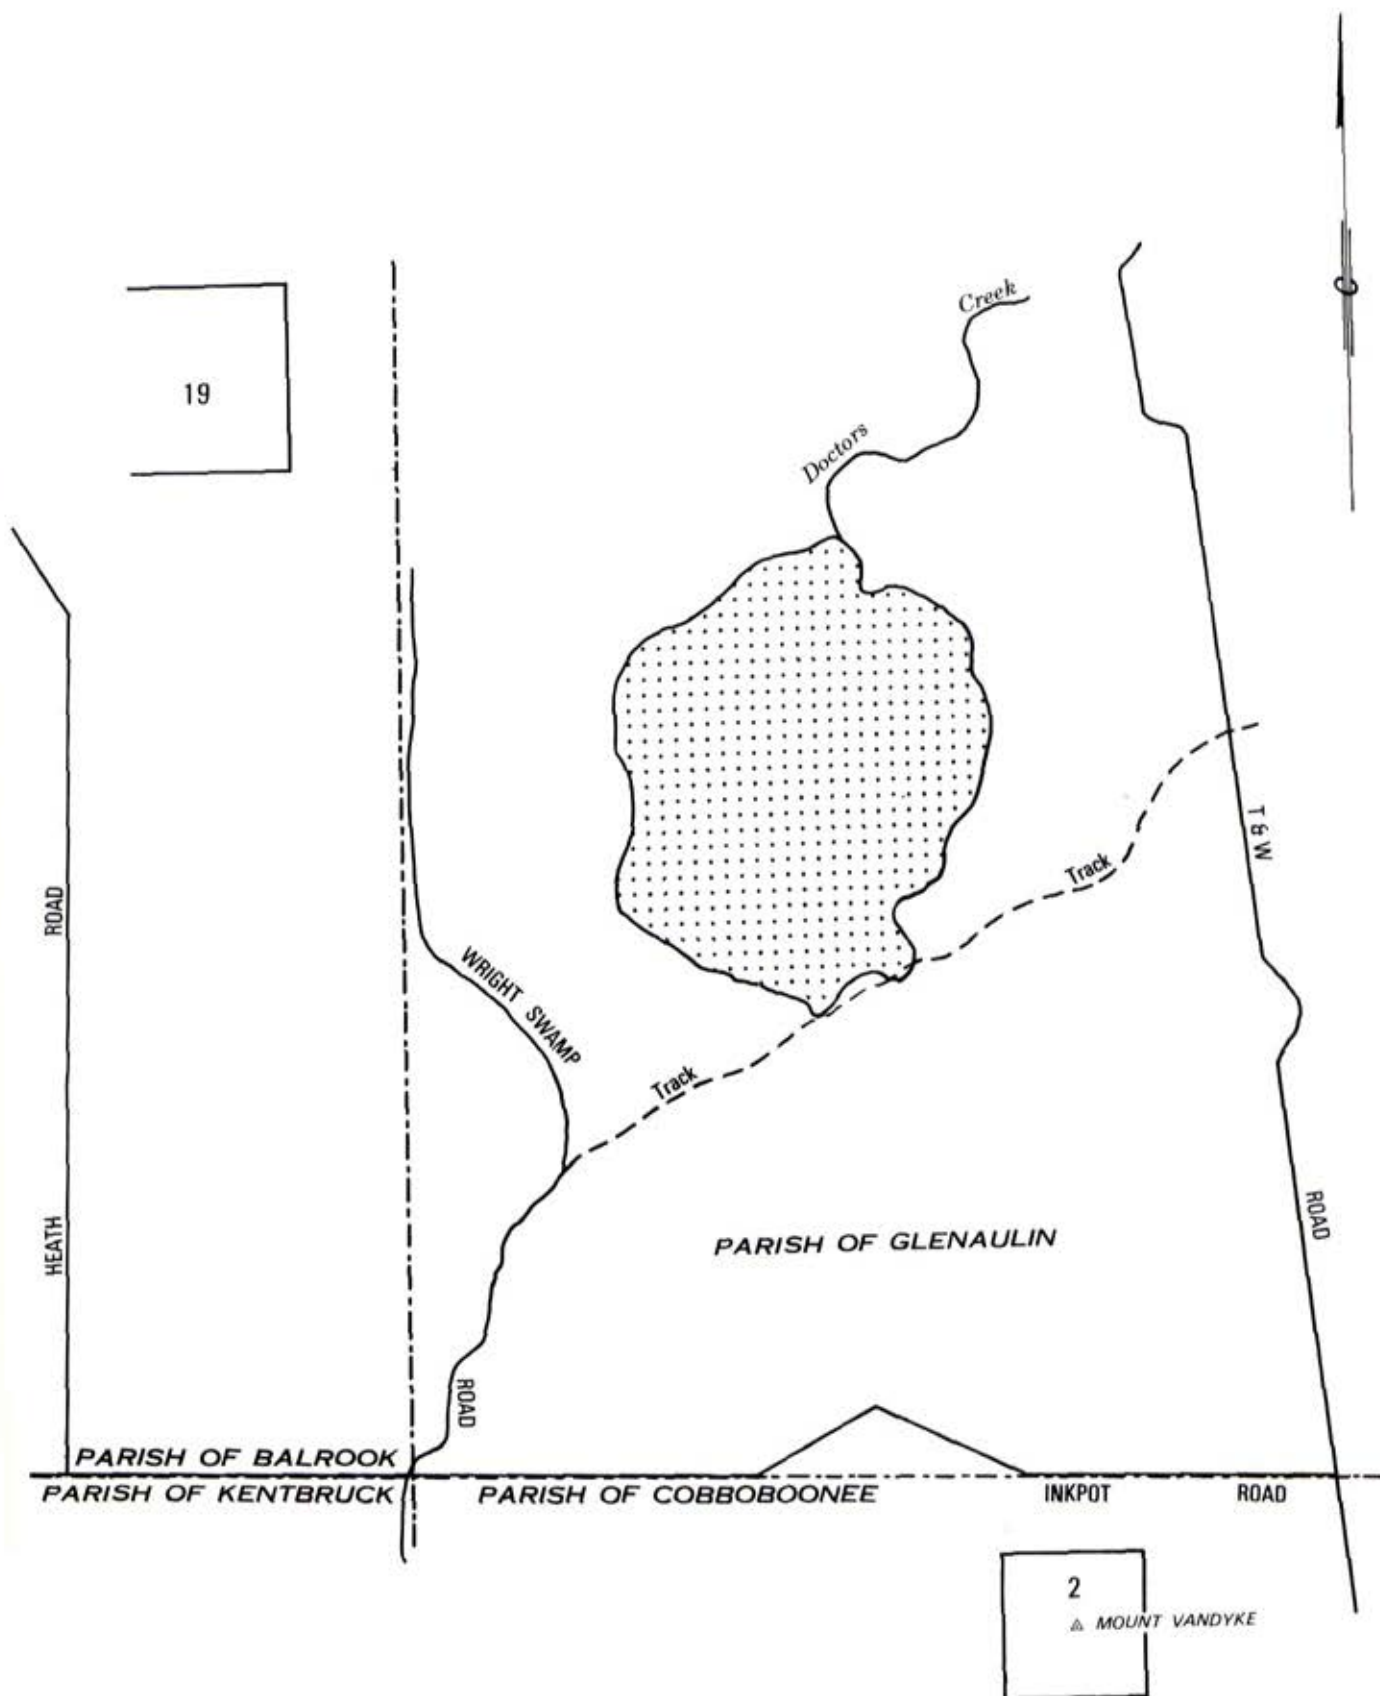 Creek
19
Doctors
T & W
Track
ROAD
WRIGHT SWAMP
Track
ROAD
HEATH
PARISH OF GLENAULIN
ROAD
PARISH OF BALROOK
PARISH OF KENTBRUCK
PARISH OF COBBOBOONEE
INKPOT ROAD
2
MOUNT VANDYKE